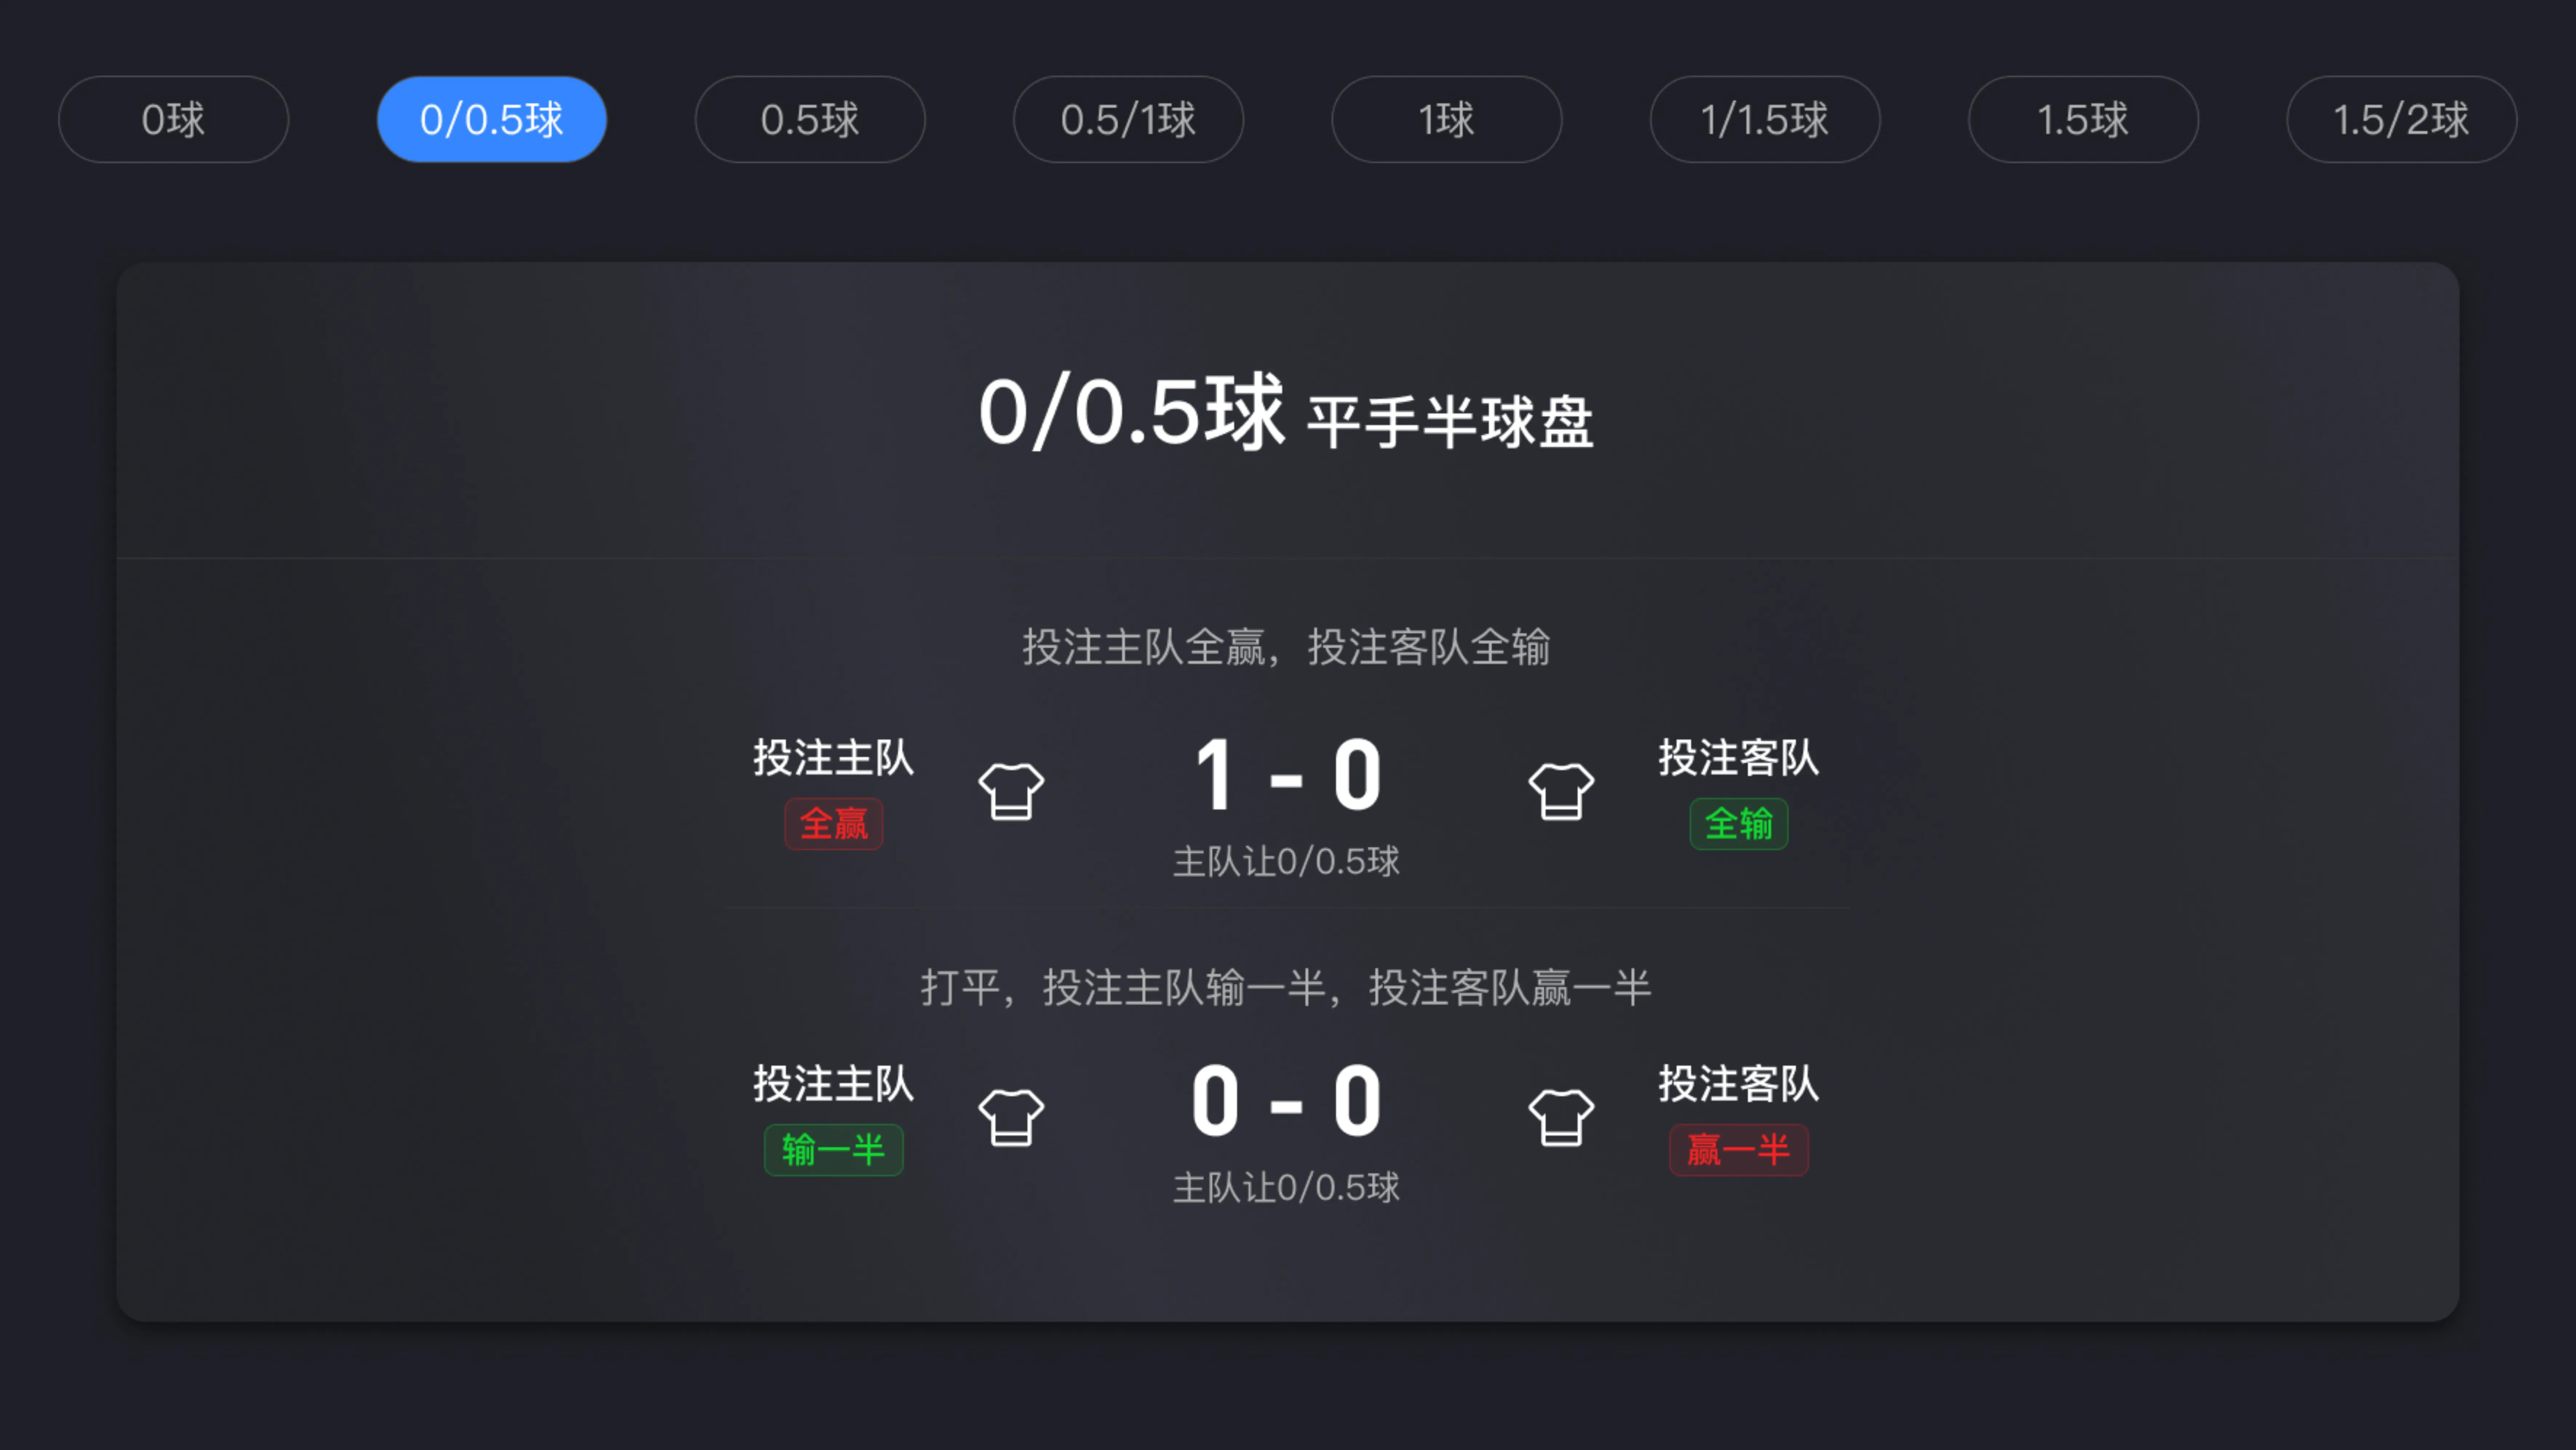 0球 0/0.5球 0.5球 0.5/1球 1球 1/1.5球 1.5球 1.5/2球
0/0.5球 平手半球盘
投注主队全赢，投注客队全输
投注主队 1 - 0 投注客队
全赢 全输
主队让0/0.5球
打平，投注主队输一半，投注客队赢一半
投注主队 0 - 0 投注客队
输一半 赢一半
主队让0/0.5球